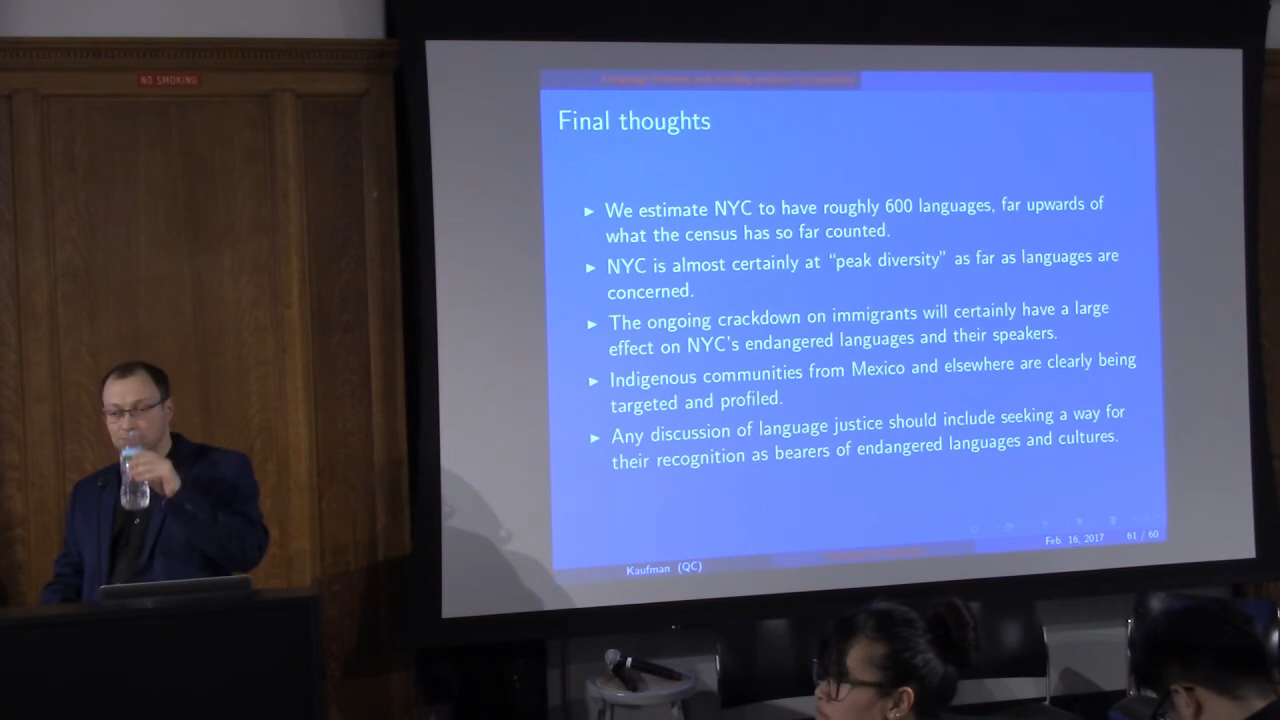 NO SMOKING
Final thoughts
▶ We estimate NYC to have roughly 600 languages, far upwards of
what the census has so far counted.
▶ NYC is almost certainly at “peak diversity” as far as languages are
concerned.
▶ The ongoing crackdown on immigrants will certainly have a large
effect on NYC's endangered languages and their speakers.
▶ Indigenous communities from Mexico and elsewhere are clearly being
targeted and profiled.
▶ Any discussion of language justice should include seeking a way for
their recognition as bearers of endangered languages and cultures.
Kaufman (QC)
Feb. 16, 2017 61 / 60